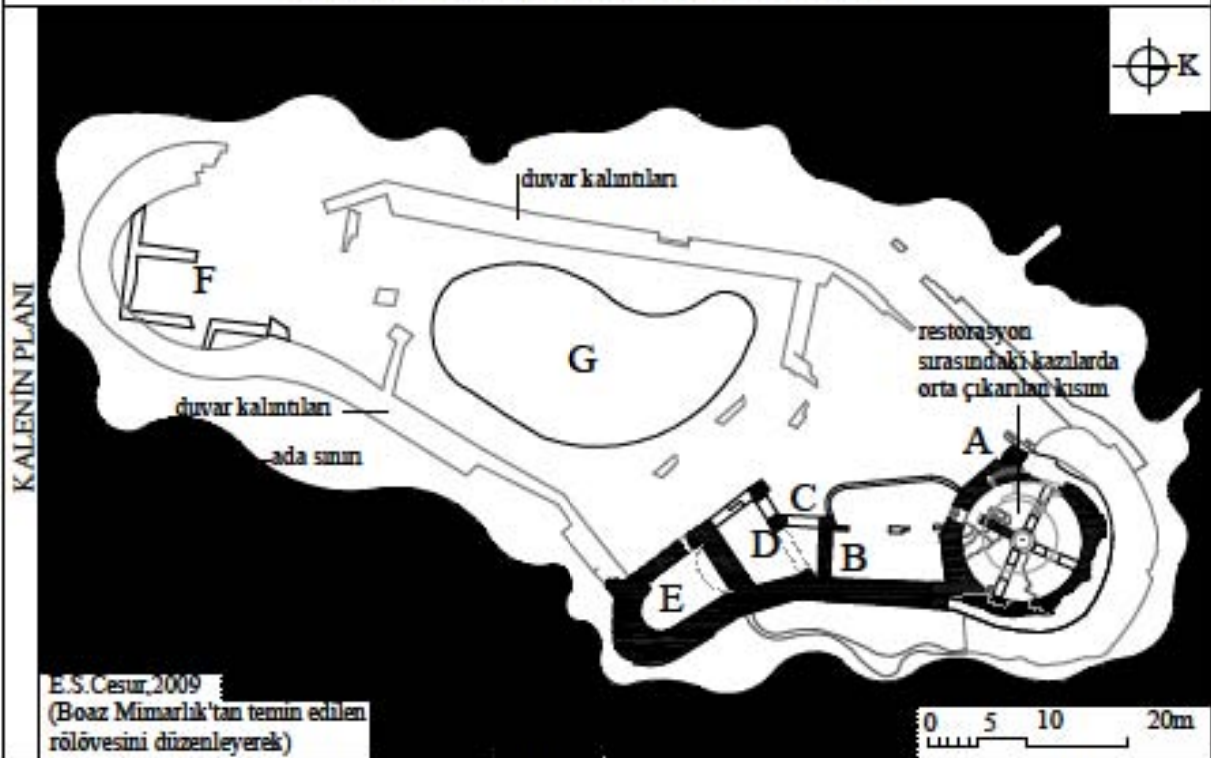 KALENİN PLANI
K
duvar kalıntıları
F
G
restorasyon
sırasındaki kazılarda
orta çıkarılan kısım
duvar kalıntıları
ada sınırı
A
C
D
B
E
E.S.Cesur,2009
(Boaz Mimarlık'tan temin edilen
rölövesini düzenleyerek)
0 5 10 20m